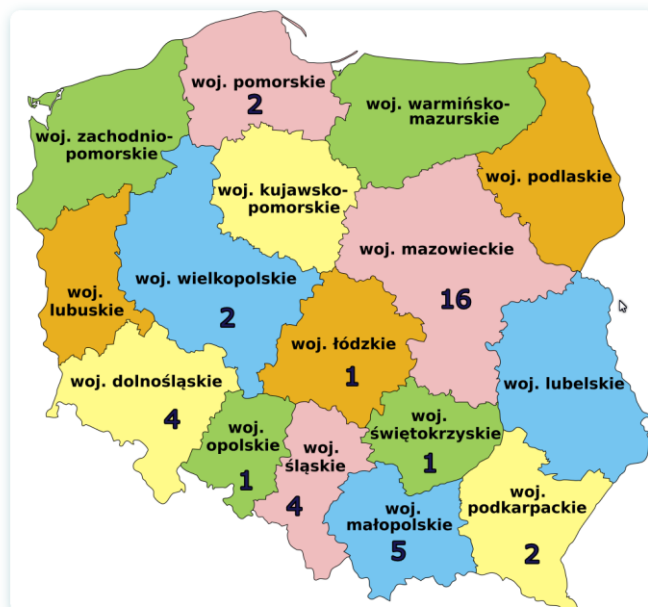 woj. pomorskie
2
woj. warmińsko-
mazurskie
woj. zachodnio-
pomorskie
woj. podlaskie
woj. kujawsko-
pomorskie
woj. mazowieckie
16
woj. wielkopolskie
2
woj.
lubuskie
woj. łódzkie
1
woj. dolnośląskie
4
woj. lubelskie
woj.
opolskie
1
woj.
śląskie
4
woj.
świętokrzyskie
1
woj.
małopolskie
5
woj.
podkarpackie
2